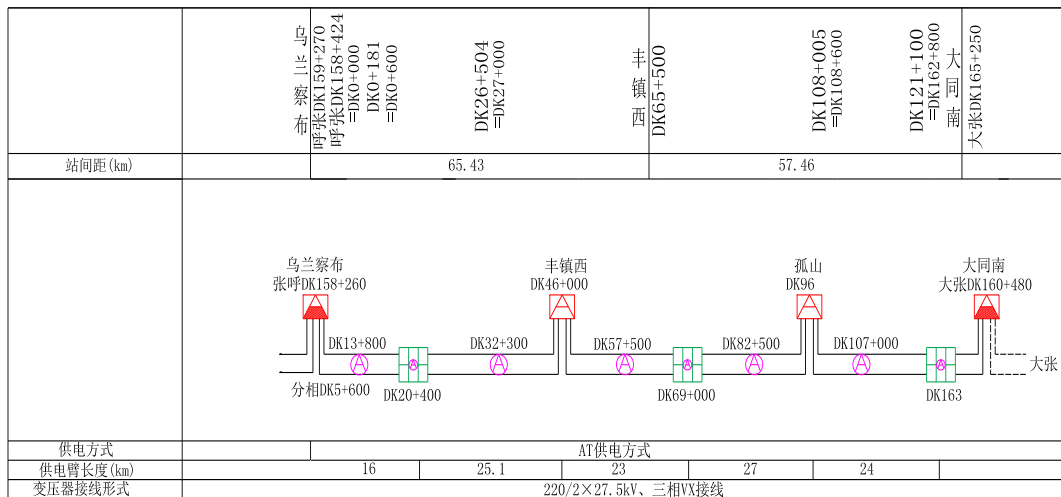 乌兰察布
呼张DK159+270
呼张DK158+424
=DK0+000
DK0+181
=DK0+600
DK26+504
=DK27+000
丰镇西
DK65+500
DK108+005
=DK108+600
DK121+100
=DK162+800
大同南
大张DK165+250
站间距(km)
65.43
57.46
乌兰察布
张呼DK158+260
丰镇西
DK46+000
孤山
DK96
大同南
大张DK160+480
DK13+800
DK32+300
DK57+500
DK82+500
DK107+000
A
A
A
A
A
A
A
A
大张
分相DK5+600
DK20+400
DK69+000
DK163
供电方式
AT供电方式
供电臂长度(km)
16
25.1
23
27
24
变压器接线形式
220/2×27.5kV、三相VX接线